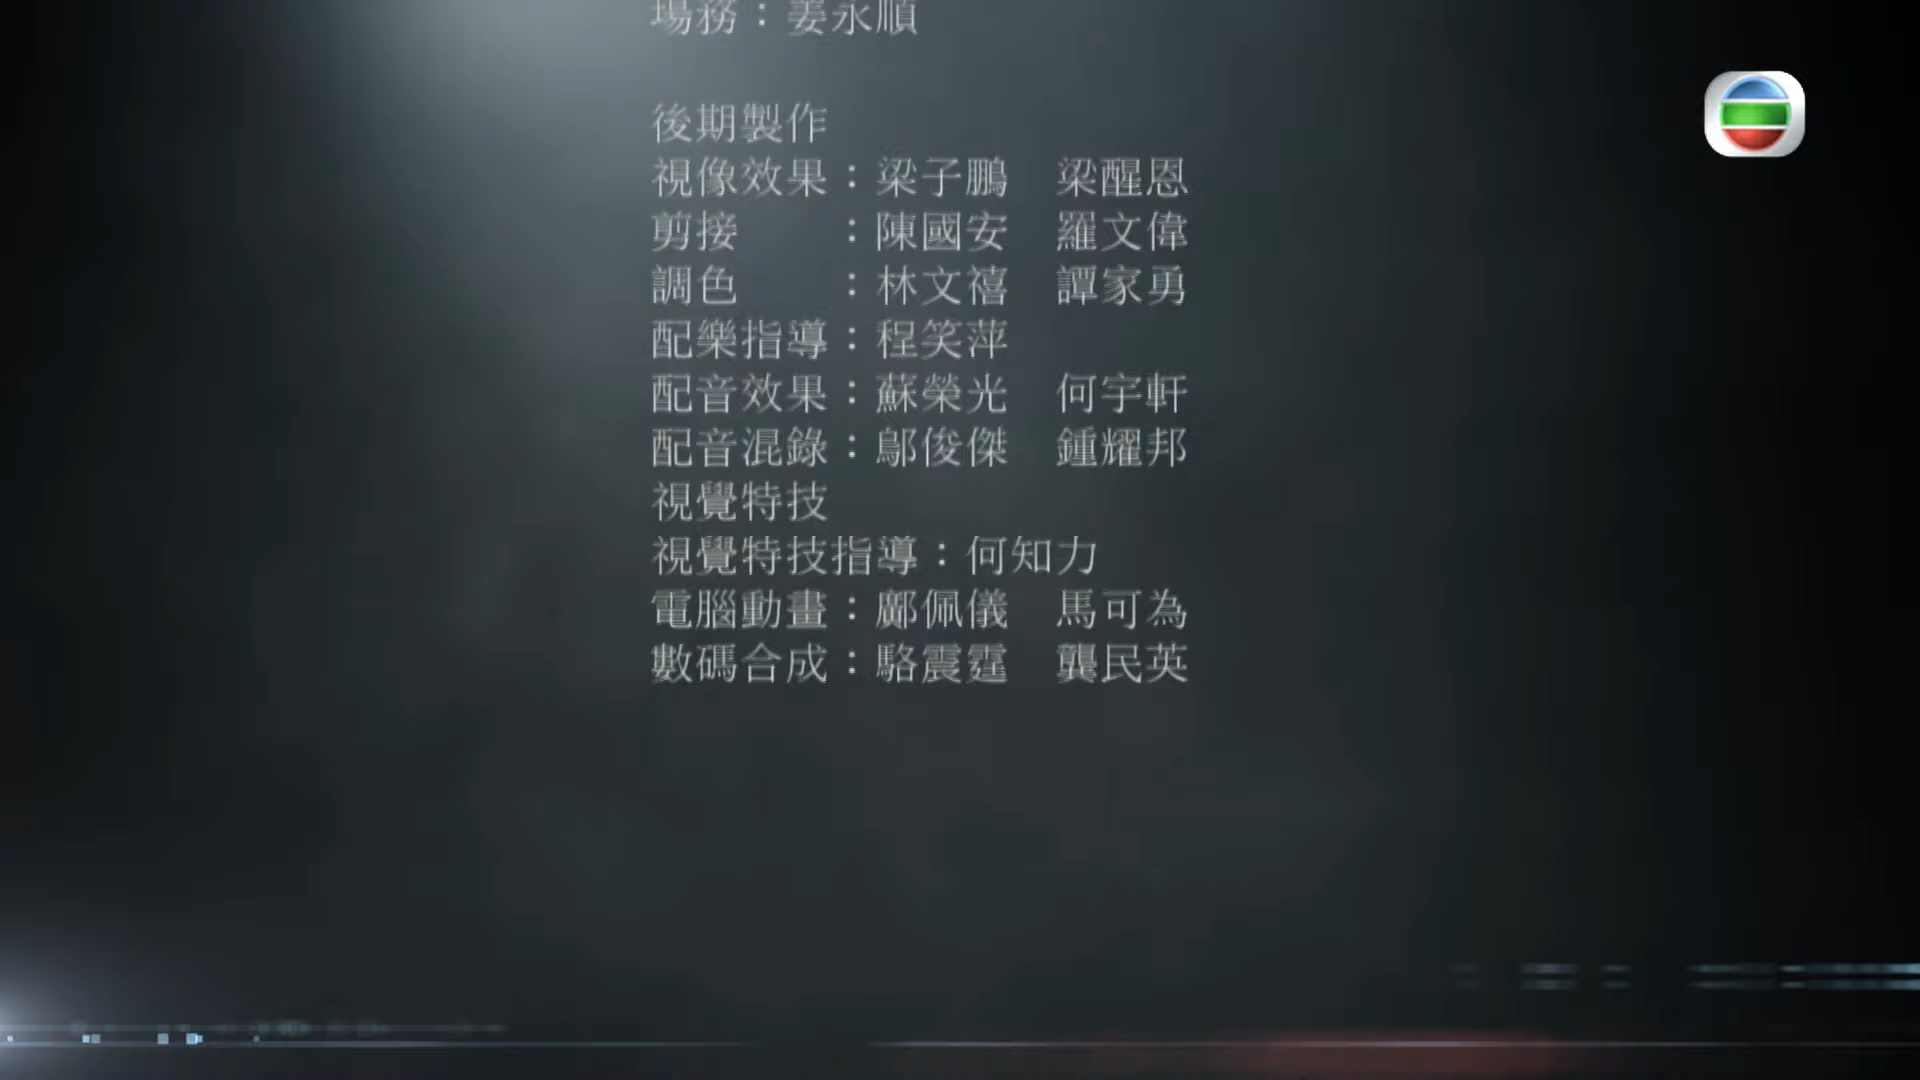 場務：姜永順
後期製作
視像效果：梁子鵬　梁醒恩
剪接　　：陳國安　羅文偉
調色　　：林文禧　譚家勇
配樂指導：程笑萍
配音效果：蘇榮光　何宇軒
配音混錄：鄔俊傑　鍾耀邦
視覺特技
視覺特技指導：何知力
電腦動畫：鄺佩儀　馬可為
數碼合成：駱震霆　龔民英